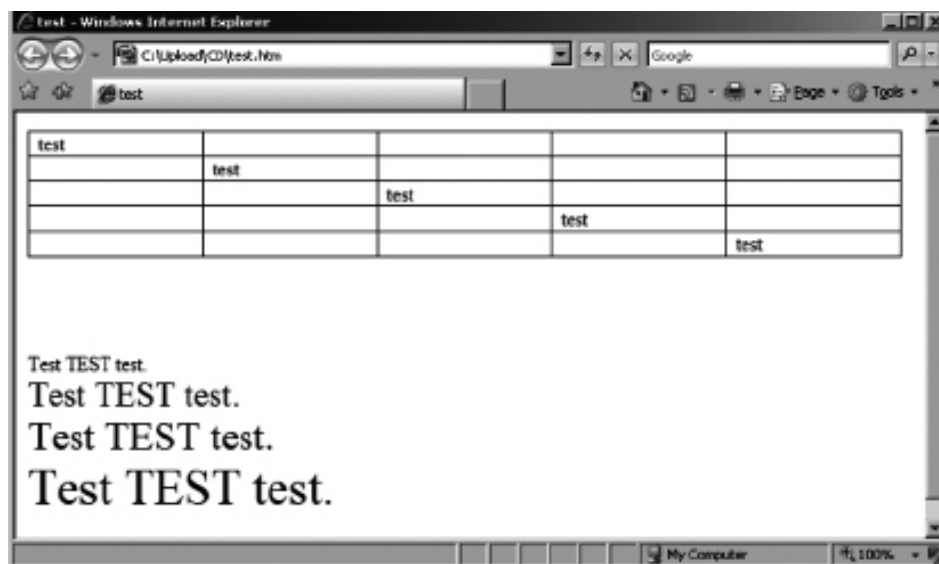 test - Windows Internet Explorer
C:\Upload\CD\test.htm Google
test Page Tools
test
test
test
test
test
Test TEST test.
Test TEST test.
Test TEST test.
Test TEST test.
My Computer 100%